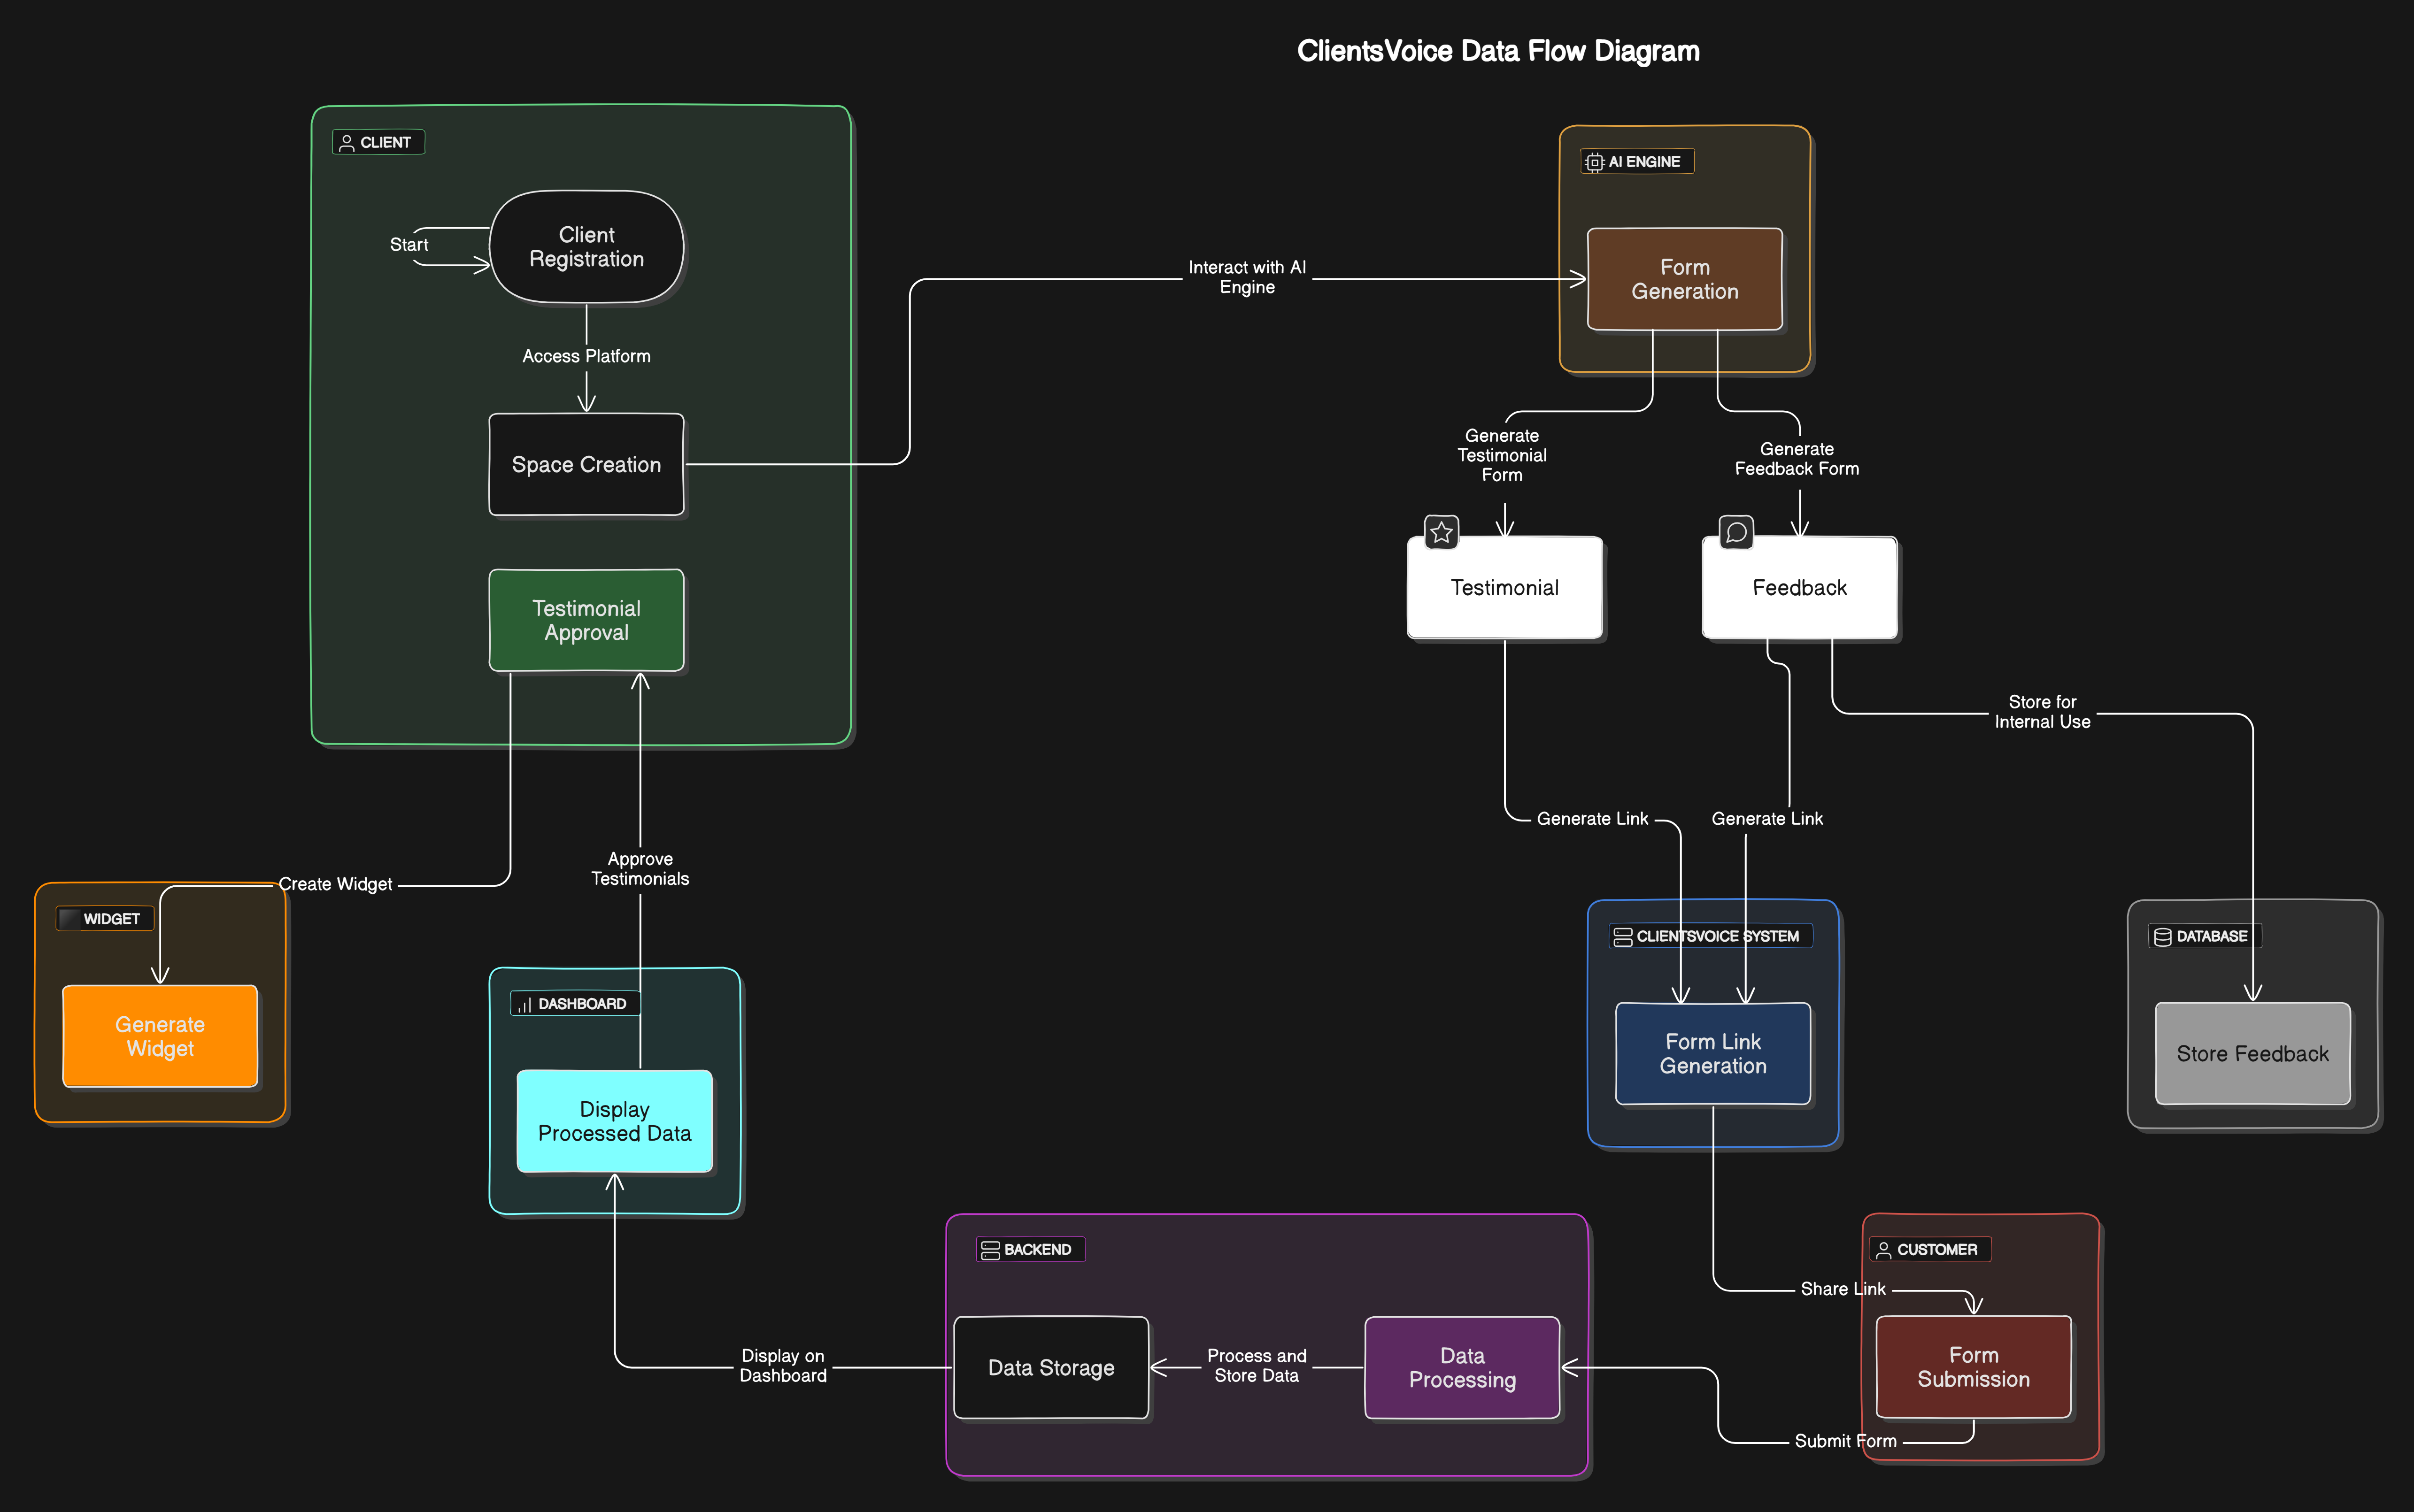 ClientsVoice Data Flow Diagram
CLIENT
Client
Registration
Start
Access Platform
Space Creation
Testimonial
Approval
Interact with AI
Engine
AI ENGINE
Form
Generation
Generate
Testimonial
Form
Generate
Feedback Form
Testimonial
Feedback
Store for
Internal Use
Generate Link
Generate Link
Approve
Testimonials
Create Widget
WIDGET
Generate
Widget
DASHBOARD
Display
Processed Data
CLIENTSVOICE SYSTEM
Form Link
Generation
DATABASE
Store Feedback
BACKEND
Data Storage
Process and
Store Data
Data
Processing
Display on
Dashboard
CUSTOMER
Share Link
Form
Submission
Submit Form